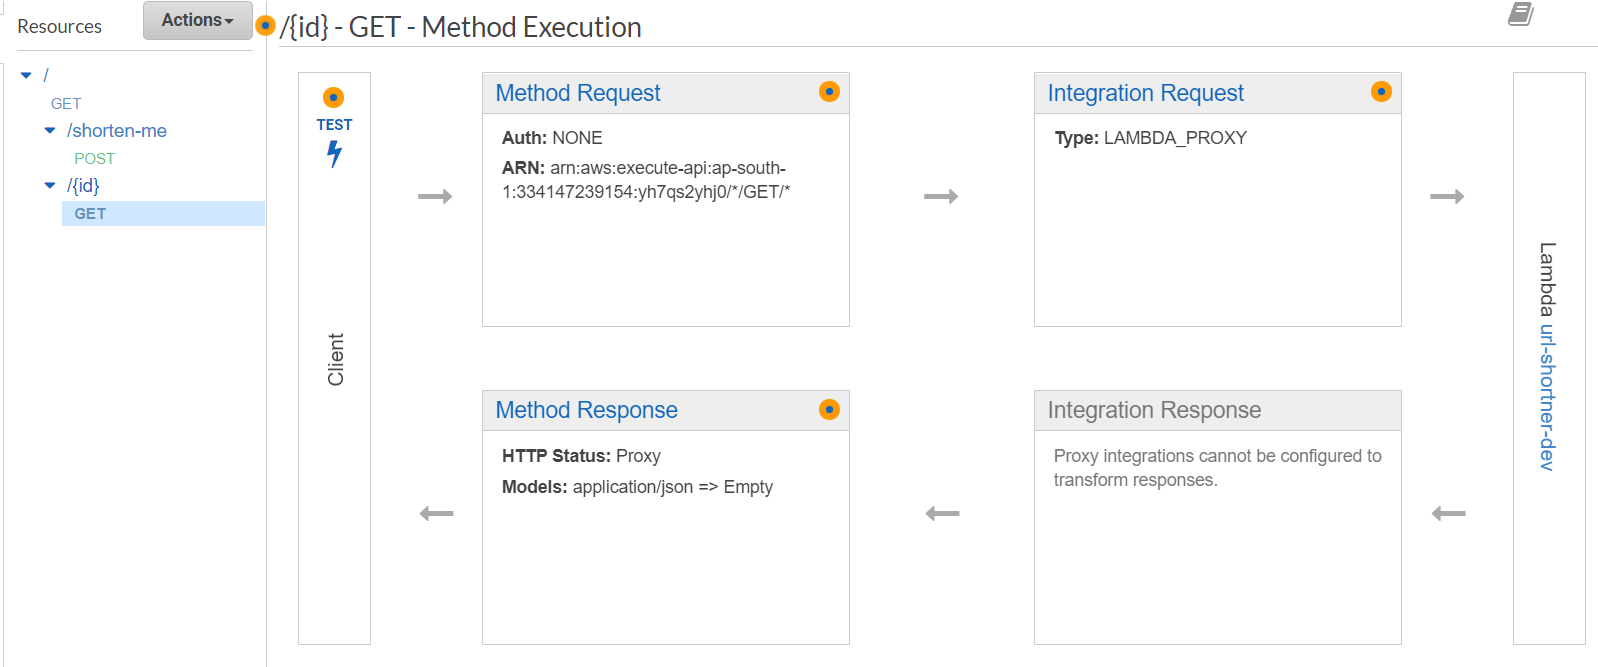 Resources
Actions
/{id} - GET - Method Execution
/
GET
/shorten-me
POST
/{id}
GET
TEST
Client
Method Request
Auth: NONE
ARN: arn:aws:execute-api:ap-south-
1:334147239154:yh7qs2yhj0/*/GET/*
Integration Request
Type: LAMBDA_PROXY
Lambda url-shortner-dev
Method Response
HTTP Status: Proxy
Models: application/json => Empty
Integration Response
Proxy integrations cannot be configured to
transform responses.